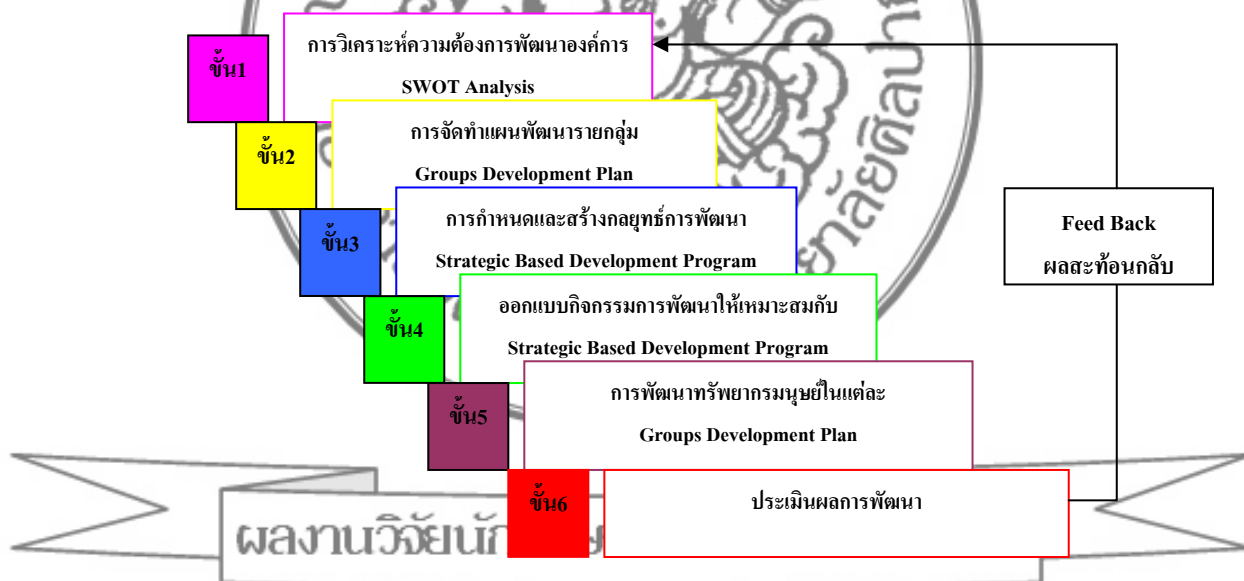 ขั้น1
การวิเคราะห์ความต้องการพัฒนาองค์การ
SWOT Analysis
ขั้น2
การจัดทำแผนพัฒนารายกลุ่ม
Groups Development Plan
ขั้น3
การกำหนดและสร้างกลยุทธ์การพัฒนา
Strategic Based Development Program
ขั้น4
ออกแบบกิจกรรมการพัฒนาให้เหมาะสมกับ
Strategic Based Development Program
ขั้น5
การพัฒนาทรัพยากรมนุษย์ในแต่ละ
Groups Development Plan
ขั้น6
ประเมินผลการพัฒนา
Feed Back
ผลสะท้อนกลับ
ผลงานวิจัยนัก